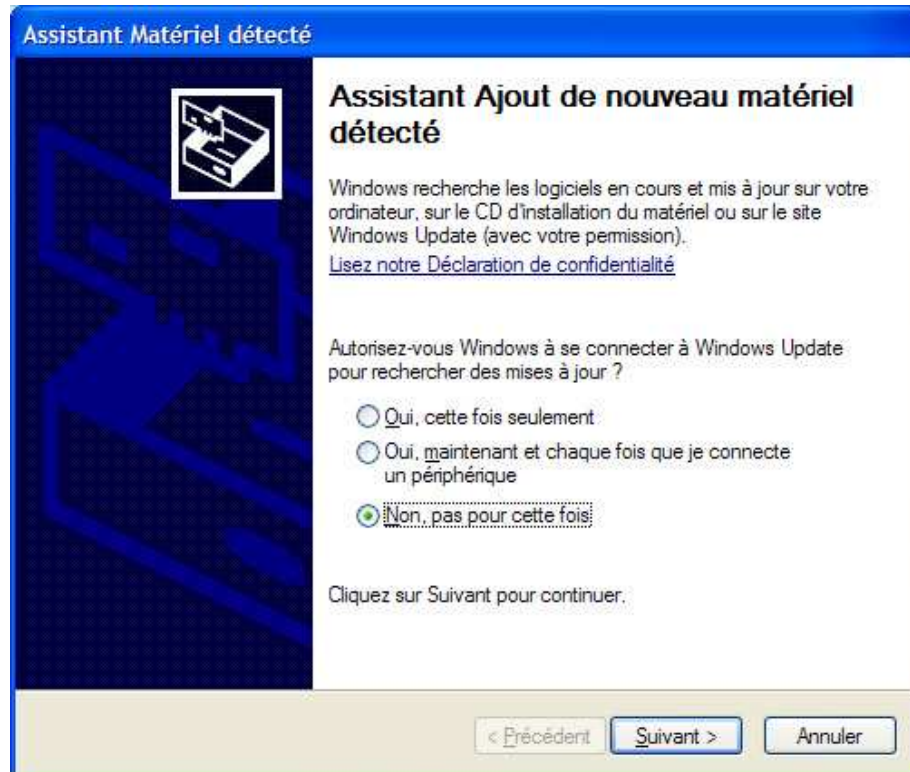 Assistant Matériel détecté
Assistant Ajout de nouveau matériel
détecté
Windows recherche les logiciels en cours et mis à jour sur votre
ordinateur, sur le CD d'installation du matériel ou sur le site
Windows Update (avec votre permission).
Lisez notre Déclaration de confidentialité
Autorisez-vous Windows à se connecter à Windows Update
pour rechercher des mises à jour ?
Oui, cette fois seulement
Oui, maintenant et chaque fois que je connecte
un périphérique
Non, pas pour cette fois
Cliquez sur Suivant pour continuer.
< Précédent
Suivant >
Annuler